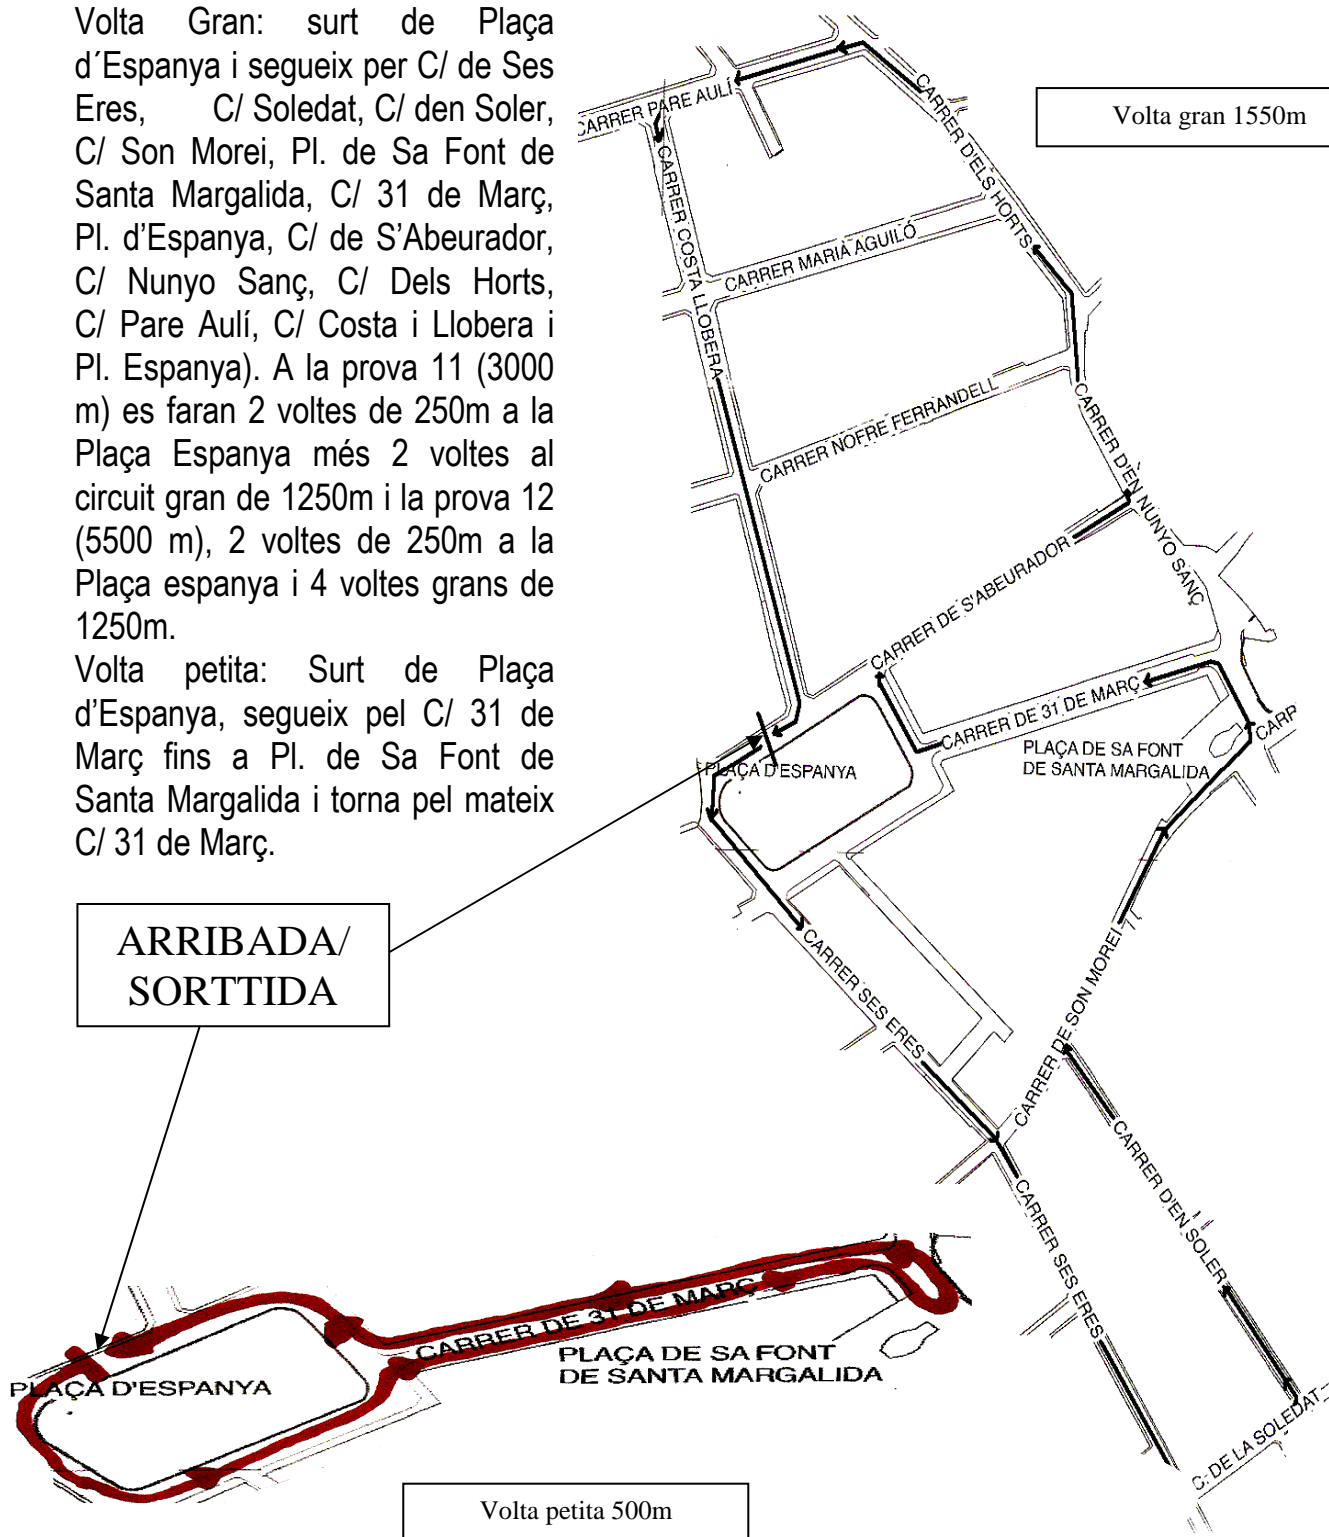 Volta Gran: surt de Plaça
d´Espanya i segueix per C/ de Ses
Eres, C/ Soledat, C/ den Soler,
C/ Son Morei, Pl. de Sa Font de
Santa Margalida, C/ 31 de Març,
Pl. d'Espanya, C/ de S'Abeurador,
C/ Nunyo Sanç, C/ Dels Horts,
C/ Pare Aulí, C/ Costa i Llobera i
Pl. Espanya). A la prova 11 (3000
m) es faran 2 voltes de 250m a la
Plaça Espanya més 2 voltes al
circuit gran de 1250m i la prova 12
(5500 m), 2 voltes de 250m a la
Plaça espanya i 4 voltes grans de
1250m.
Volta petita: Surt de Plaça
d'Espanya, segueix pel C/ 31 de
Març fins a Pl. de Sa Font de
Santa Margalida i torna pel mateix
C/ 31 de Març.
Volta gran 1550m
CARRER PARE AULÍ
CARRER D'ELS HORTS
CARRER COSTA LLOBERA
CARRER MARIÀ AGUILÓ
CARRER NOFRE FERRANDELL
CARRER D'EN NUNYO SANÇ
CARRER DE S'ABEURADOR
CARRER DE 31 DE MARÇ
CARR
PLAÇA DE SA FONT
DE SANTA MARGALIDA
PLAÇA D'ESPANYA
CARRER SES ERES
CARRER DE SON MOREI
CARRER D'EN SOLER
CARRER SES ERES
C. DE LA SOLEDAT
ARRIBADA/
SORTTIDA
CARRER DE 31 DE MARÇ
PLAÇA DE SA FONT
DE SANTA MARGALIDA
PLAÇA D'ESPANYA
Volta petita 500m